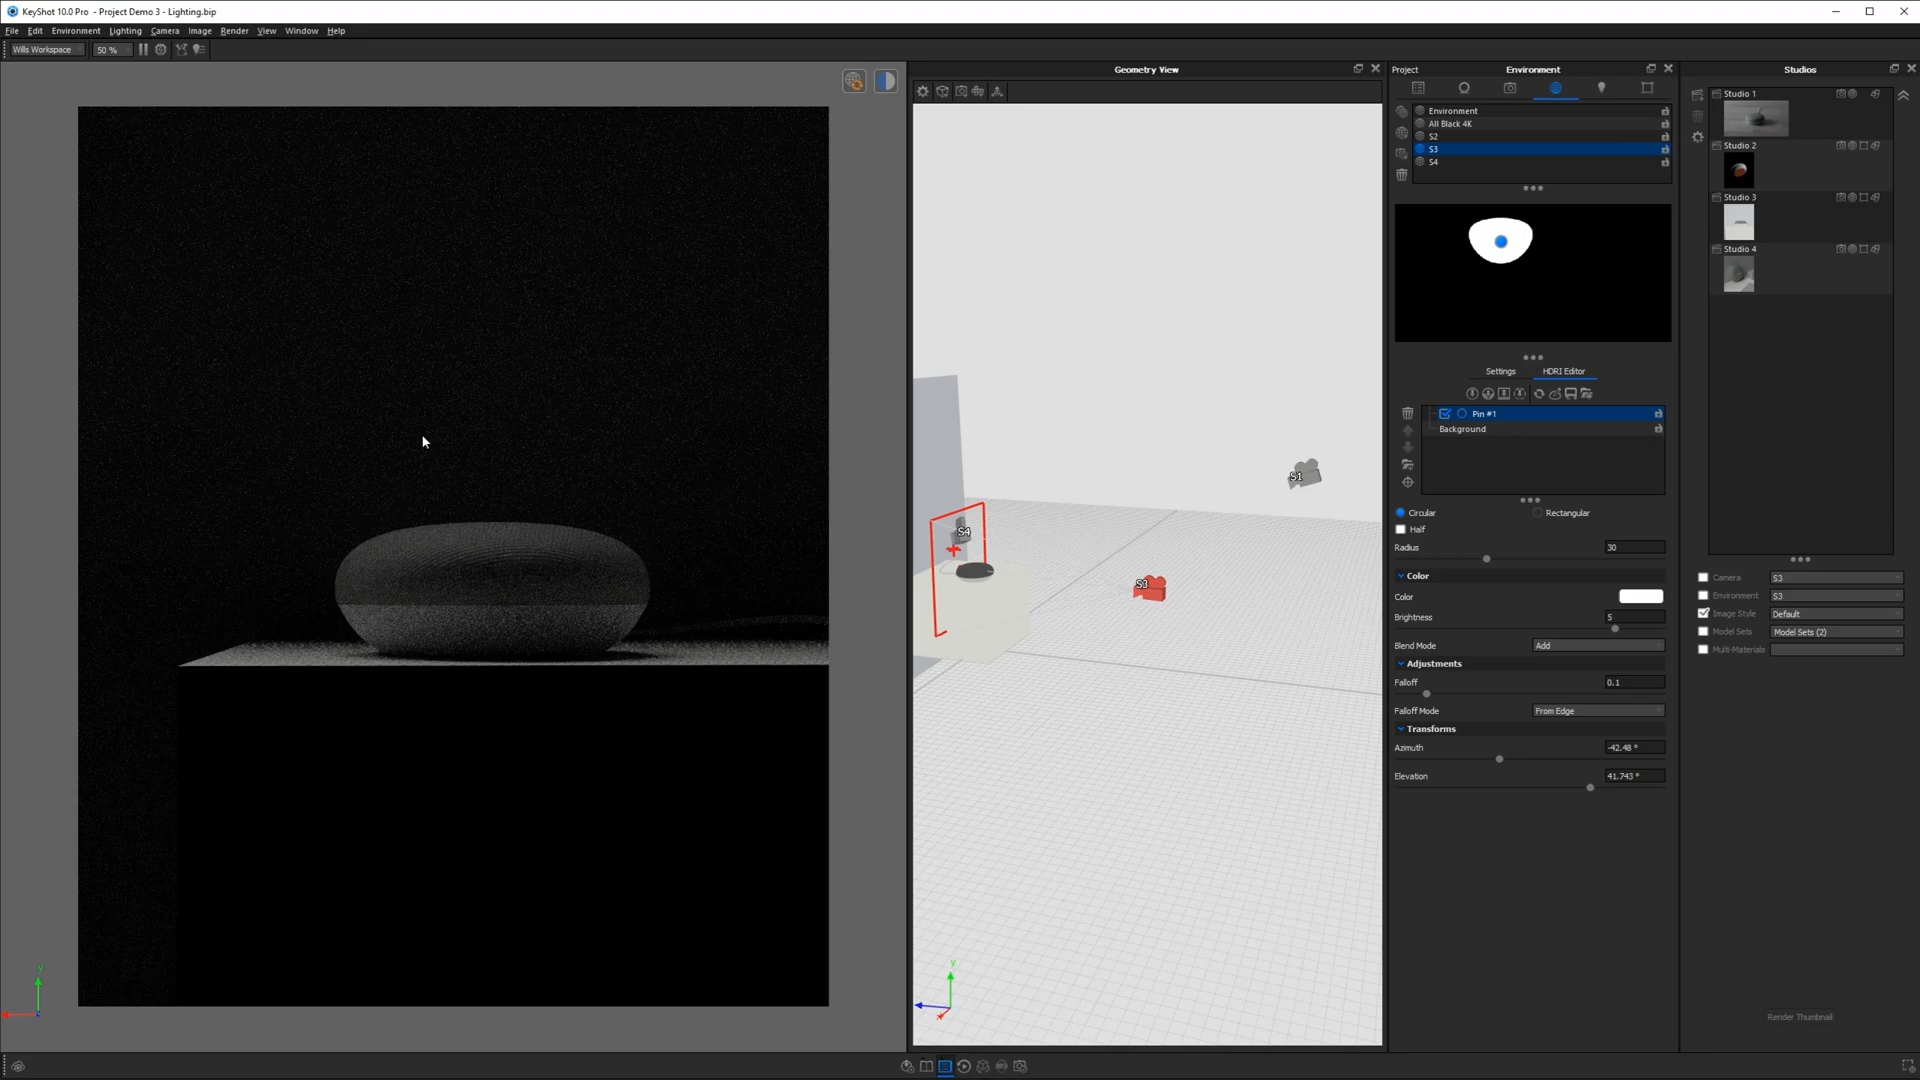 KeyShot 10.0 Pro - Project Demo 3 - Lighting.bip
File Edit Environment Lighting Camera Image Render View Window Help
Wills Workspace 50 %
Geometry View
S1
S4
S3
y
y
Project Environment
Environment
All Black 4K
S2
S3
S4
Settings HDRI Editor
Pin #1
Background
Circular Rectangular
Half
Radius 30
Color
Color
Brightness 5
Blend Mode Add
Adjustments
Falloff 0.1
Falloff Mode From Edge
Transforms
Azimuth -42.48 °
Elevation 41.743 °
Studios
Studio 1
Studio 2
Studio 3
Studio 4
Camera S3
Environment S3
Image Style Default
Model Sets Model Sets (2)
Multi-Materials
Render Thumbnail